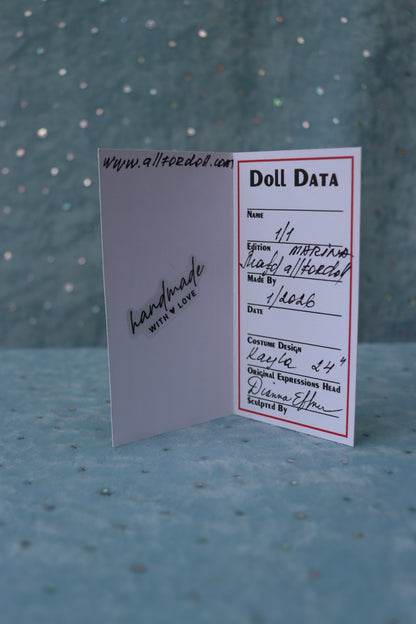 www.allfordoll.com
handmade
WITH ♥ LOVE
DOLL DATA
NAME
1/1
EDITION MARINA
allfordoll
MADE BY
1/2026
DATE
COSTUME DESIGN
Kayla 24"
ORIGINAL EXPRESSIONS HEAD
Dianna Effner
SCULPTED BY